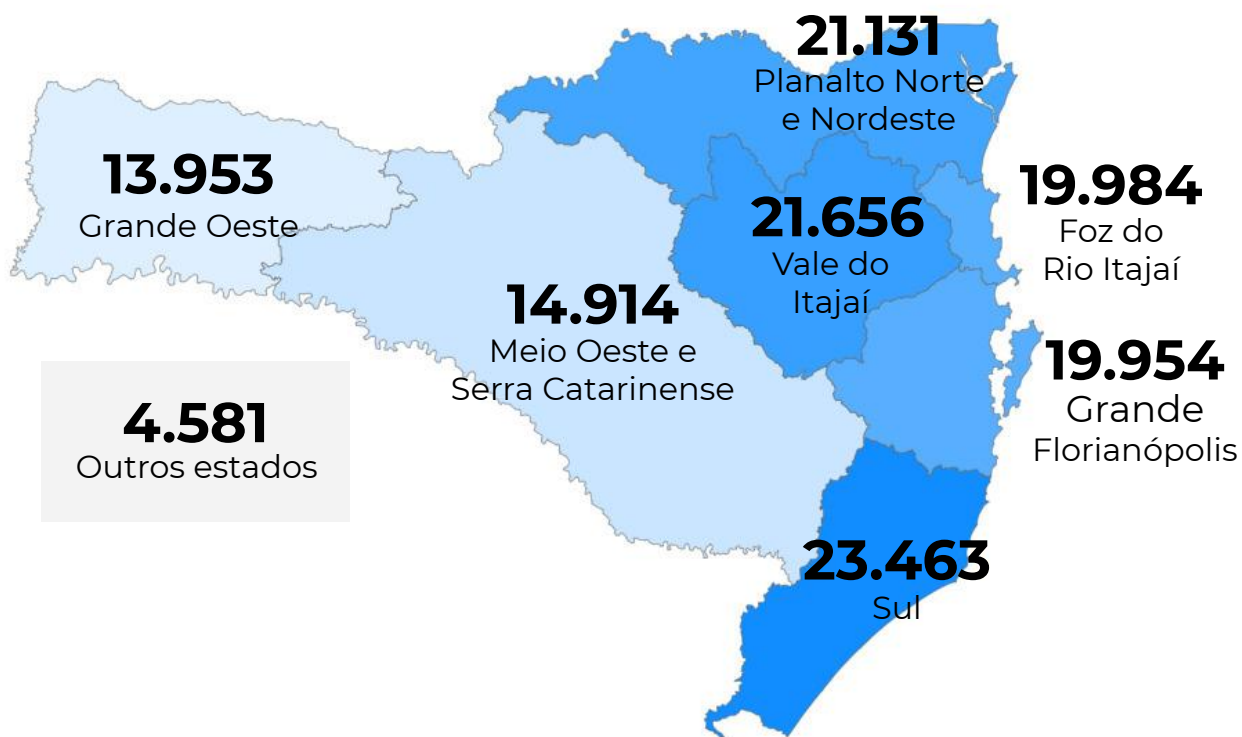 21.131
Planalto Norte
e Nordeste
13.953
Grande Oeste
19.984
Foz do
Rio Itajaí
21.656
Vale do
Itajaí
14.914
Meio Oeste e
Serra Catarinense
19.954
Grande
Florianópolis
4.581
Outros estados
23.463
Sul